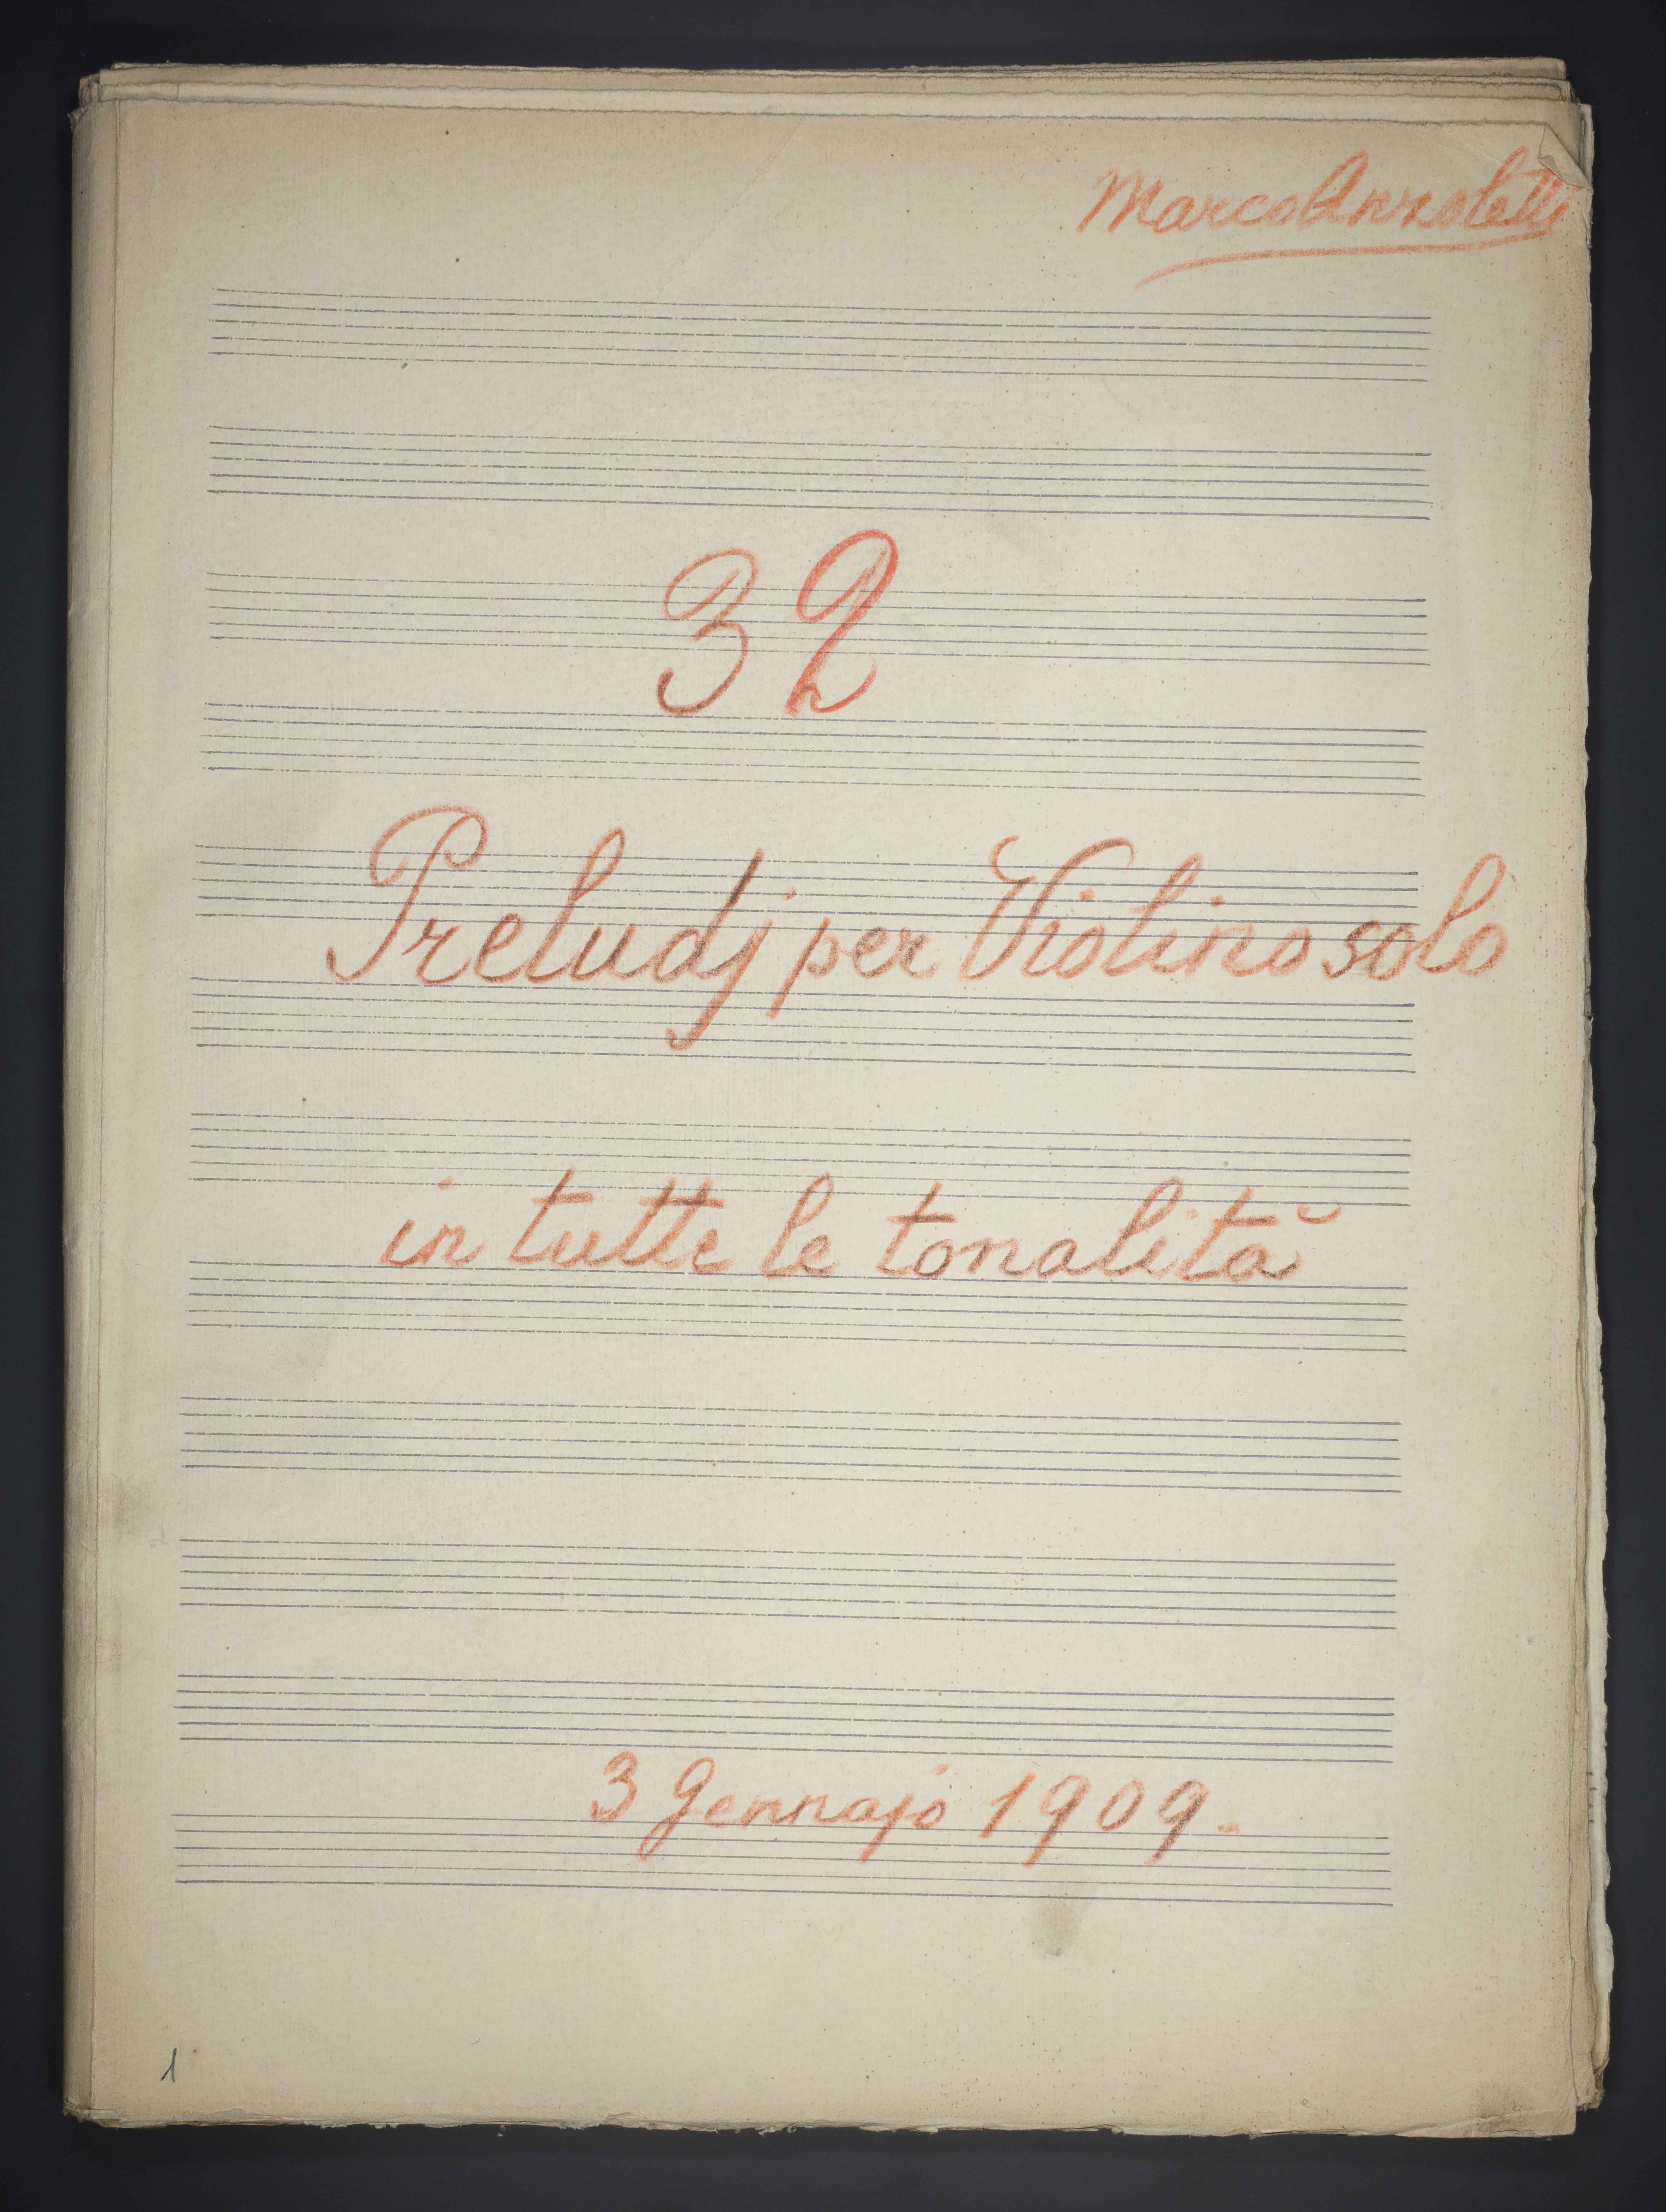 Marco Anzoletti
32
Preludj per Violino solo
in tutte le tonalità
3 Gennajo 1909.
1